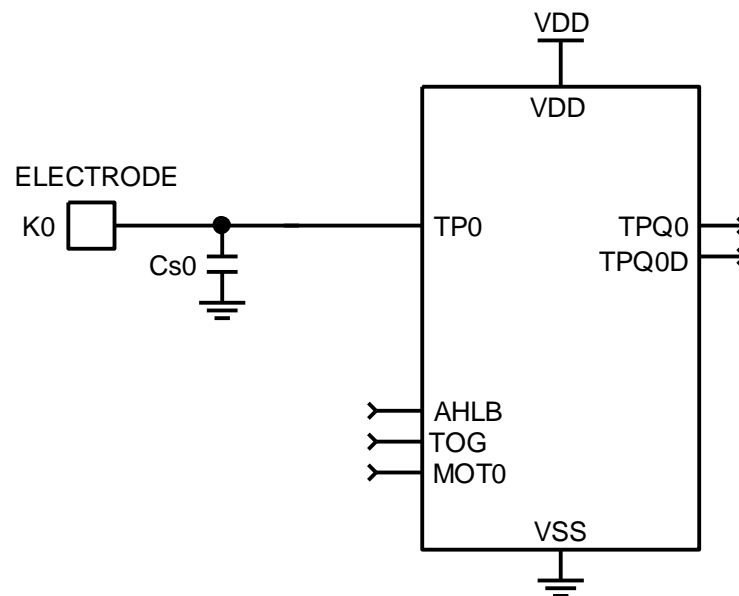 VDD
VDD
ELECTRODE
K0
TP0
TPQ0
TPQ0D
Cs0
AHLB
TOG
MOT0
VSS